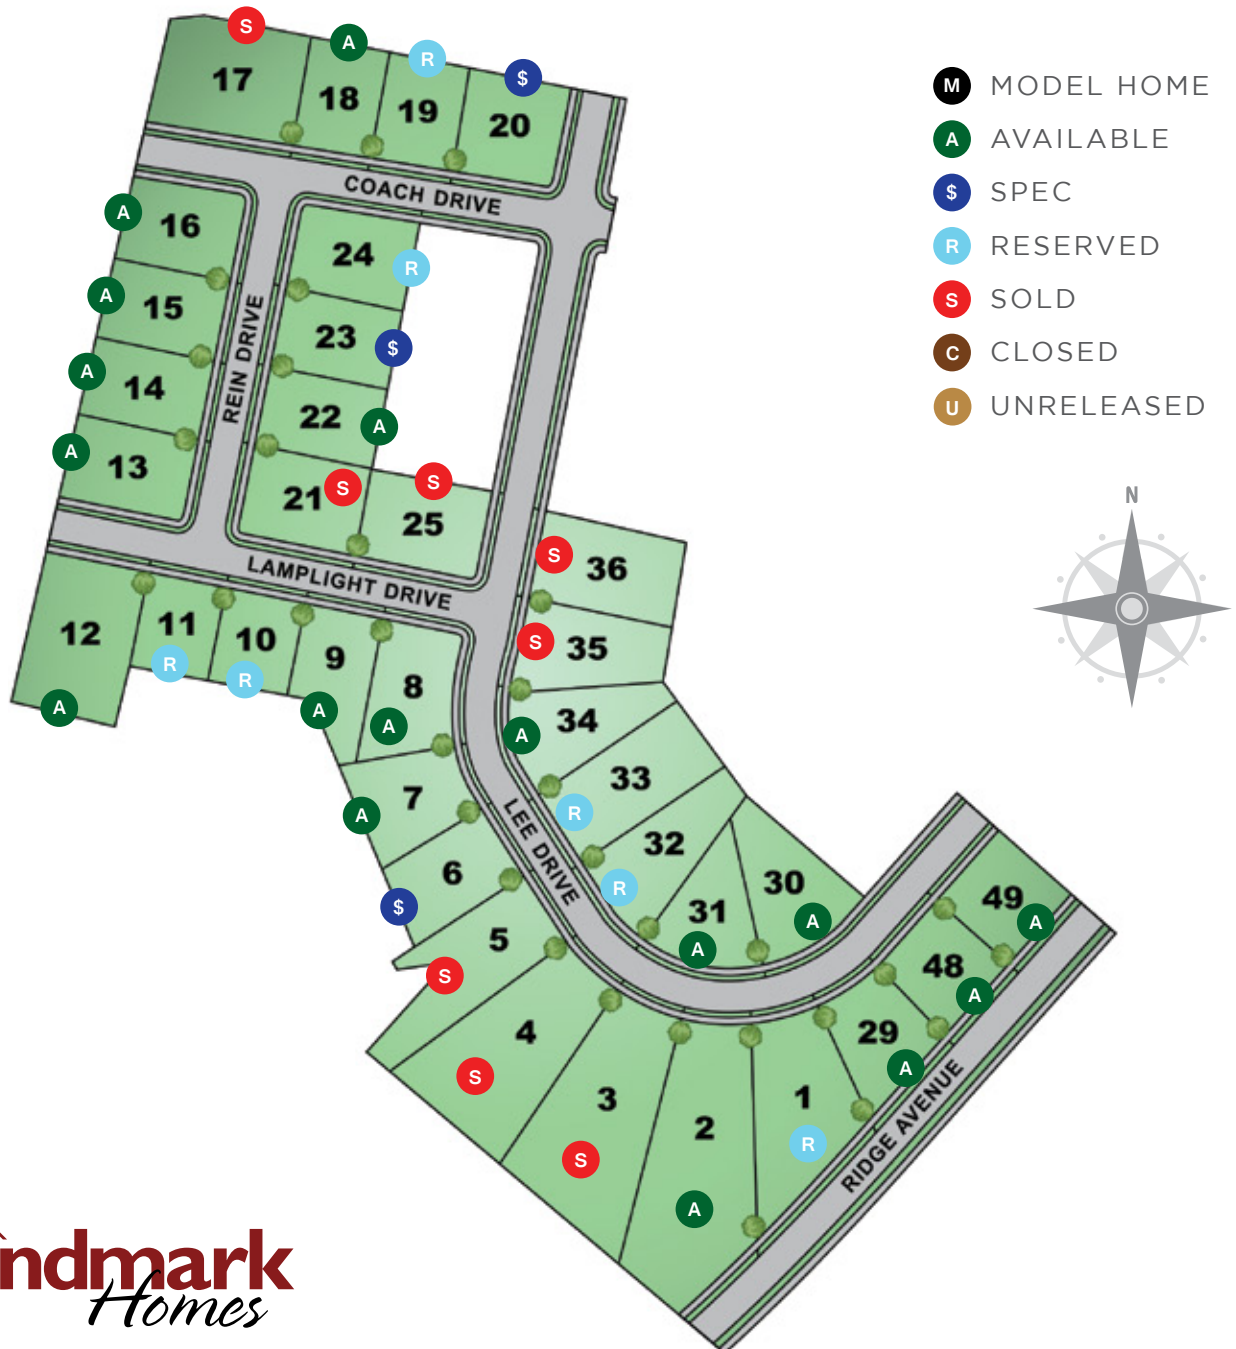 S
17
A
18
R
19
$
20
COACH DRIVE
A
16
A
15
A
14
A
13
REIN DRIVE
24
R
23
$
22
A
21
S
S
25
LAMPLIGHT DRIVE
12
A
11
R
10
R
9
A
8
A
7
A
6
$
5
S
4
S
3
S
2
A
1
R
S
36
S
35
34
A
33
R
32
R
31
A
30
A
29
A
48
A
49
A
LEE DRIVE
RIDGE AVENUE
M MODEL HOME
A AVAILABLE
$ SPEC
R RESERVED
S SOLD
C CLOSED
U UNRELEASED
N
ndmark
Homes